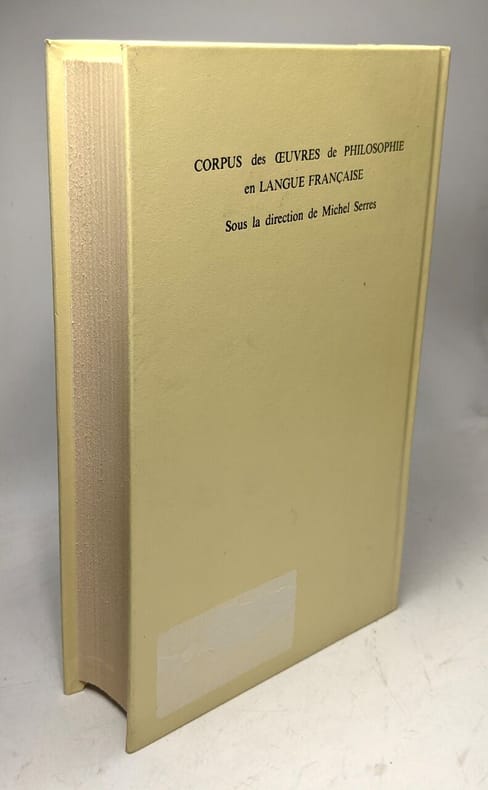 CORPUS des ŒUVRES de PHILOSOPHIE
en LANGUE FRANÇAISE
Sous la direction de Michel Serres